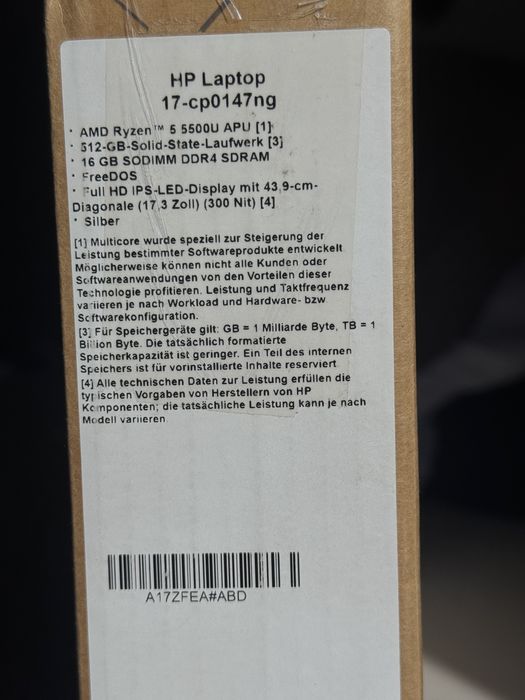 HP Laptop
17-cp0147ng
· AMD Ryzen™ 5 5500U APU [1]
· 512-GB-Solid-State-Laufwerk [3]
· 16 GB SODIMM DDR4 SDRAM
· FreeDOS
· Full HD IPS-LED-Display mit 43,9-cm-
Diagonale (17,3 Zoll) (300 Nit) [4]
· Silber
[1] Multicore wurde speziell zur Steigerung der
Leistung bestimmter Softwareprodukte entwickelt.
Möglicherweise können nicht alle Kunden oder
Softwareanwendungen von den Vorteilen dieser
Technologie profitieren. Leistung und Taktfrequenz
variieren je nach Workload und Hardware- bzw
Softwarekonfiguration.
[3] Für Speichergeräte gilt: GB = 1 Milliarde Byte, TB = 1
Billion Byte. Die tatsächlich formatierte
Speicherkapazität ist geringer. Ein Teil des internen
Speichers ist für vorinstallierte Inhalte reserviert.
[4] Alle technischen Daten zur Leistung erfüllen die
typischen Vorgaben von Herstellern von HP
Komponenten; die tatsächliche Leistung kann je nach
Modell variieren.
A17ZFEA#ABD